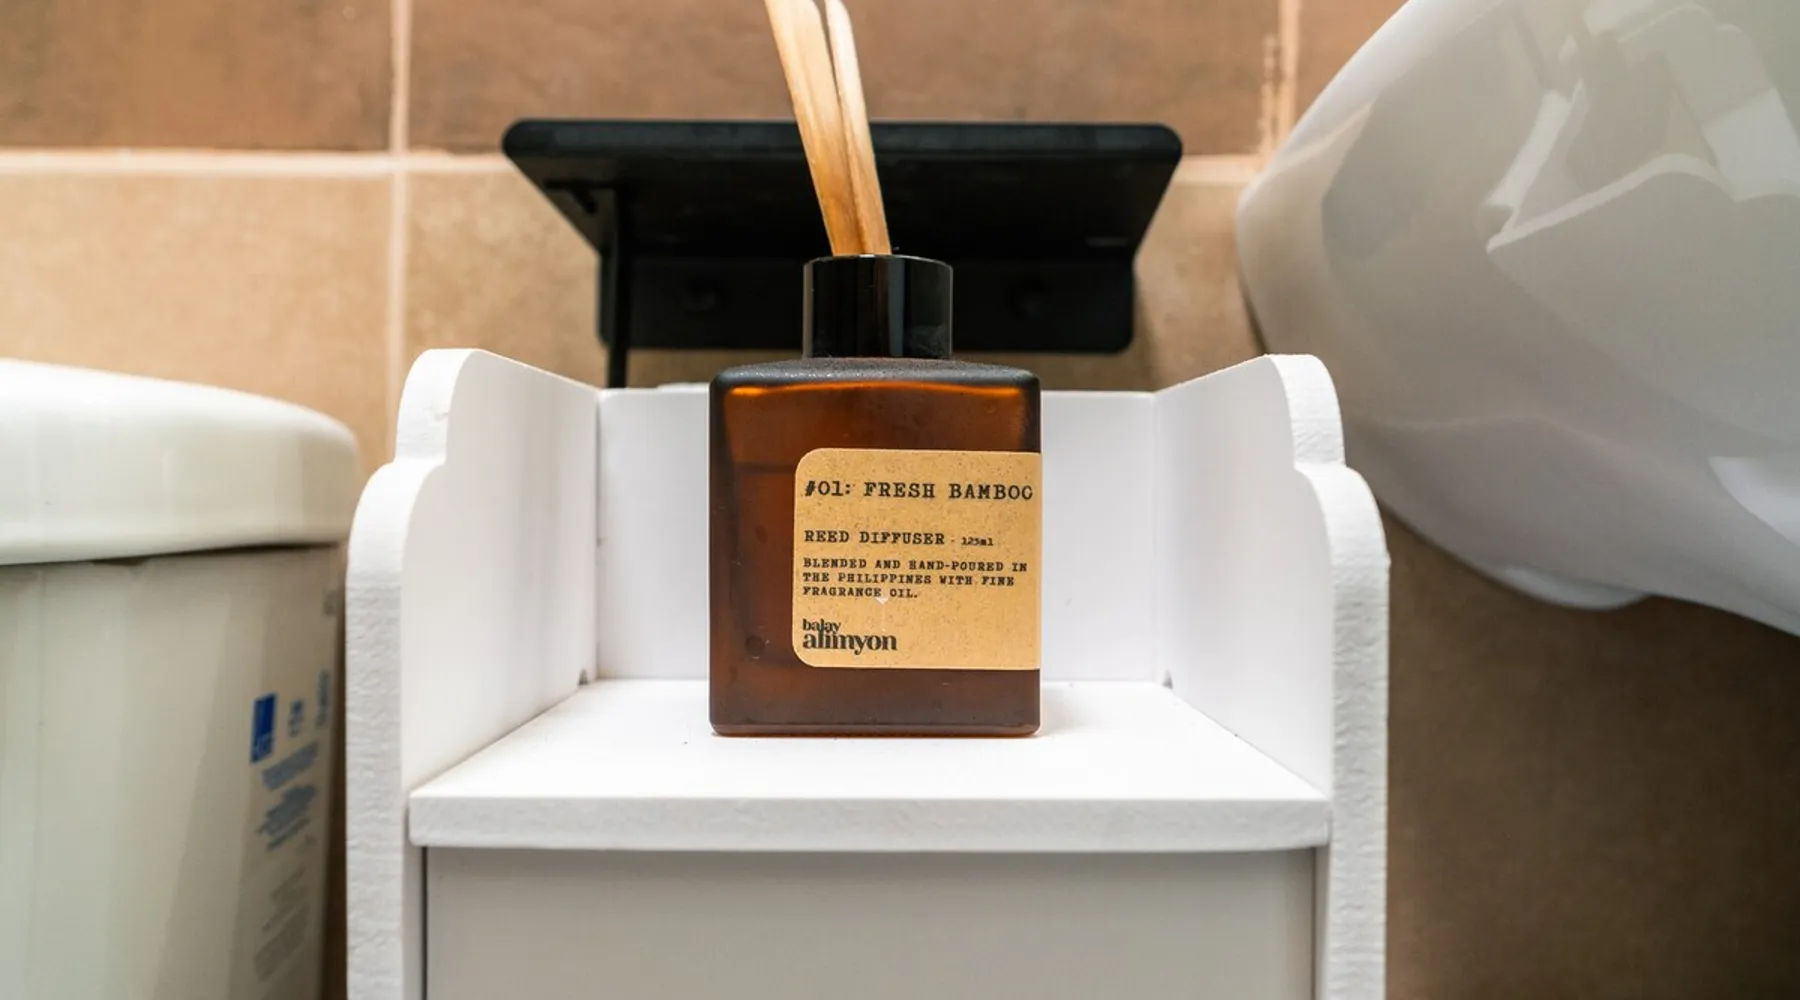 #01: FRESH BAMBOO
REED DIFFUSER - 125ml
BLENDED AND HAND-POURED IN
THE PHILIPPINES WITH FINE
FRAGRANCE OIL.
balay
alimyon